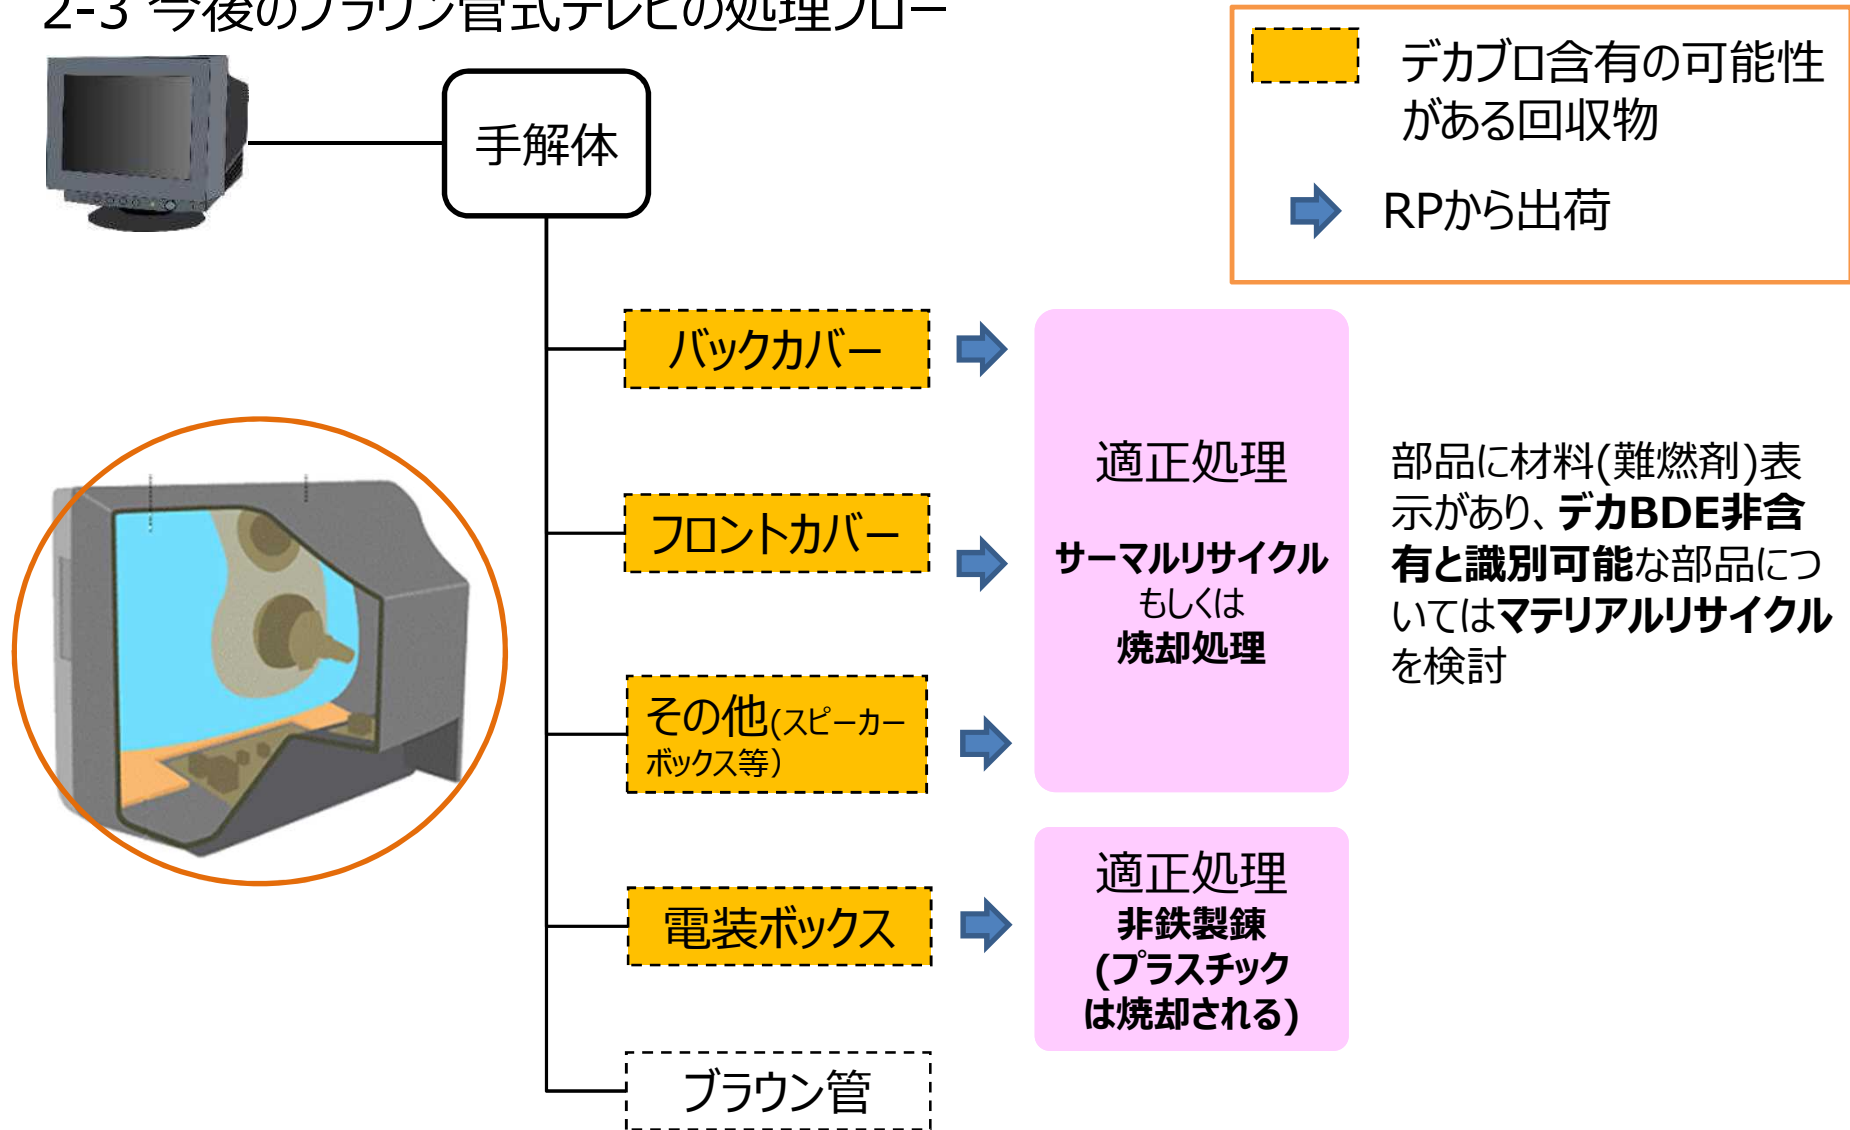 2-3 今後のブラウン管式テレビの処理フロー
デカブロ含有の可能性
がある回収物
RPから出荷
手解体
バックカバー
フロントカバー
その他(スピーカー
ボックス等)
電装ボックス
ブラウン管
適正処理
サーマルリサイクル
もしくは
焼却処理
適正処理
非鉄製錬
(プラスチック
は焼却される)
部品に材料(難燃剤)表
示があり、デカBDE非含
有と識別可能な部品につ
いてはマテリアルリサイクル
を検討